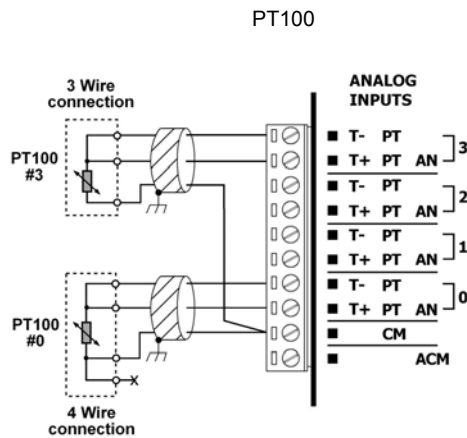 PT100
3 Wire
connection
PT100
#3
PT100
#0
4 Wire
connection
X
ANALOG
INPUTS
T- PT
T+ PT AN
3
T- PT
T+ PT AN
2
T- PT
T+ PT AN
1
T- PT
T+ PT AN
0
CM
ACM